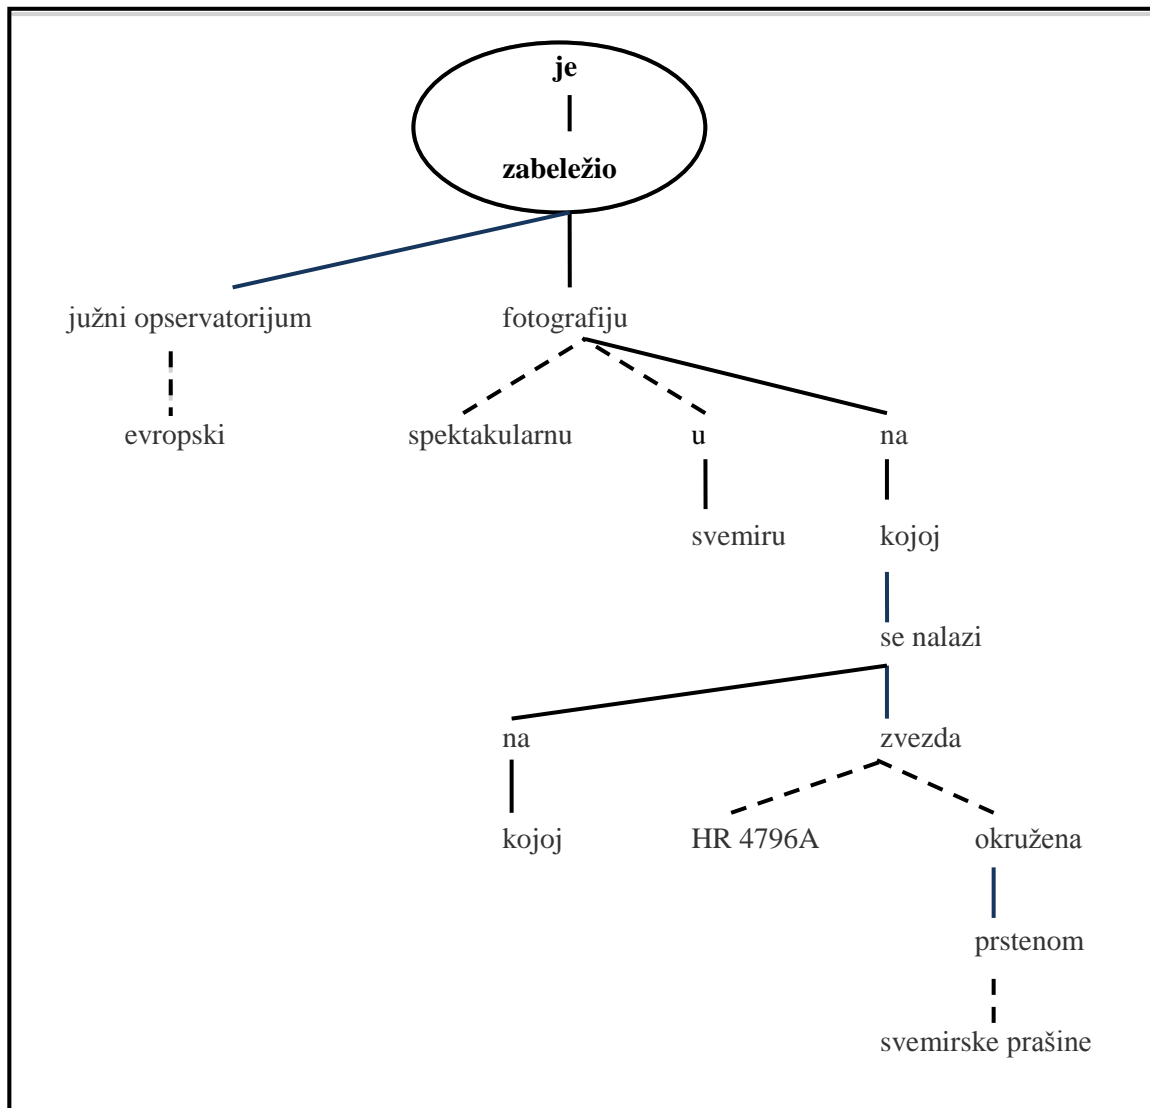 je
zabeležio
južni opservatorijum fotografiju
evropski spektakularnu u na
svemiru kojoj
se nalazi
na zvezda
kojoj HR 4796A okružena
prstenom
svemirske prašine